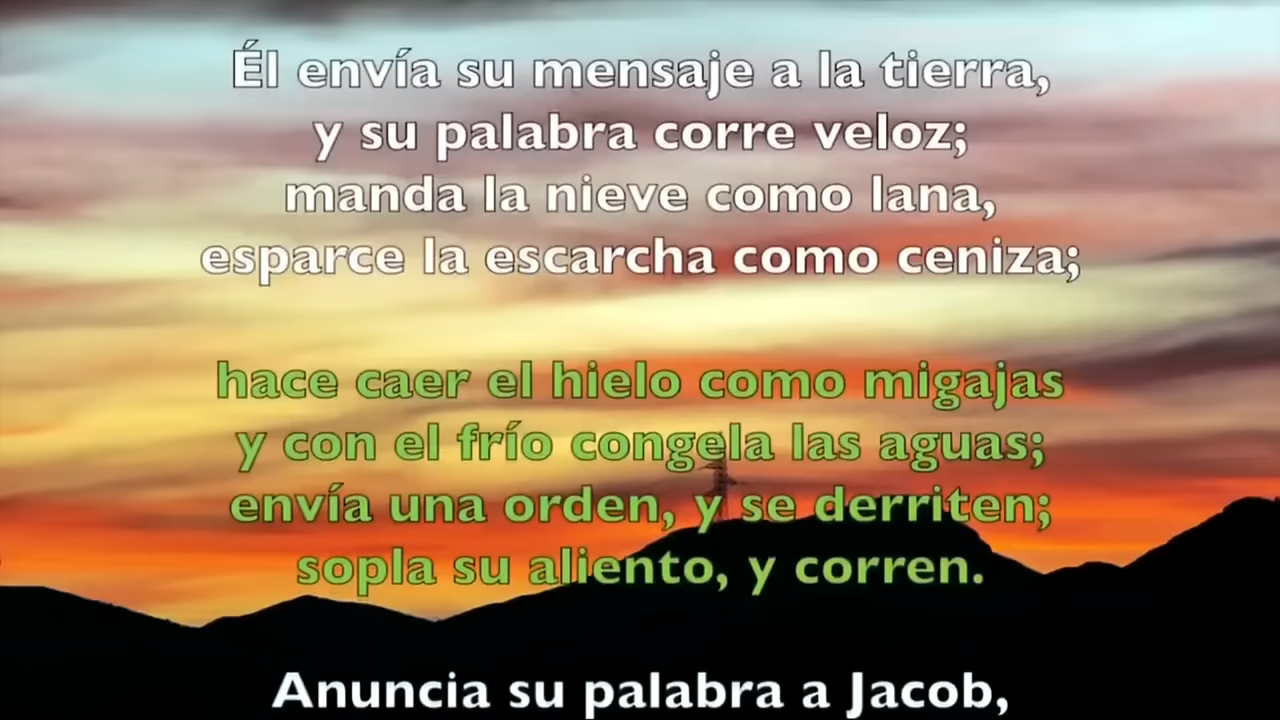 Él envía su mensaje a la tierra,
y su palabra corre veloz;
manda la nieve como lana,
esparce la escarcha como ceniza;
hace caer el hielo como migajas
y con el frío congela las aguas;
envía una orden, y se derriten;
sopla su aliento, y corren.
Anuncia su palabra a Jacob,